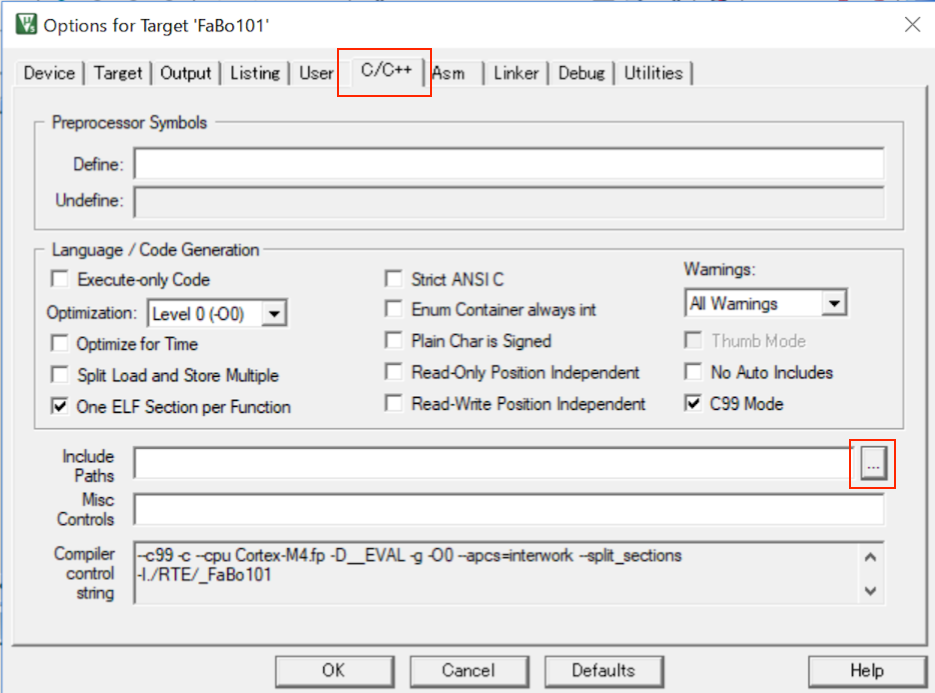 Options for Target 'FaBo101'
Device Target Output Listing User C/C++ Asm Linker Debug Utilities
Preprocessor Symbols
Define:
Undefine:
Language / Code Generation
Execute-only Code
Optimization: Level 0 (-O0)
Optimize for Time
Split Load and Store Multiple
One ELF Section per Function
Strict ANSI C
Enum Container always int
Plain Char is Signed
Read-Only Position Independent
Read-Write Position Independent
Warnings:
All Warnings
Thumb Mode
No Auto Includes
C99 Mode
Include
Paths
...
Misc
Controls
Compiler
control
string
--c99 -c --cpu Cortex-M4.fp -D__EVAL -g -O0 --apcs=interwork --split_sections
-I./RTE/_FaBo101
OK Cancel Defaults Help